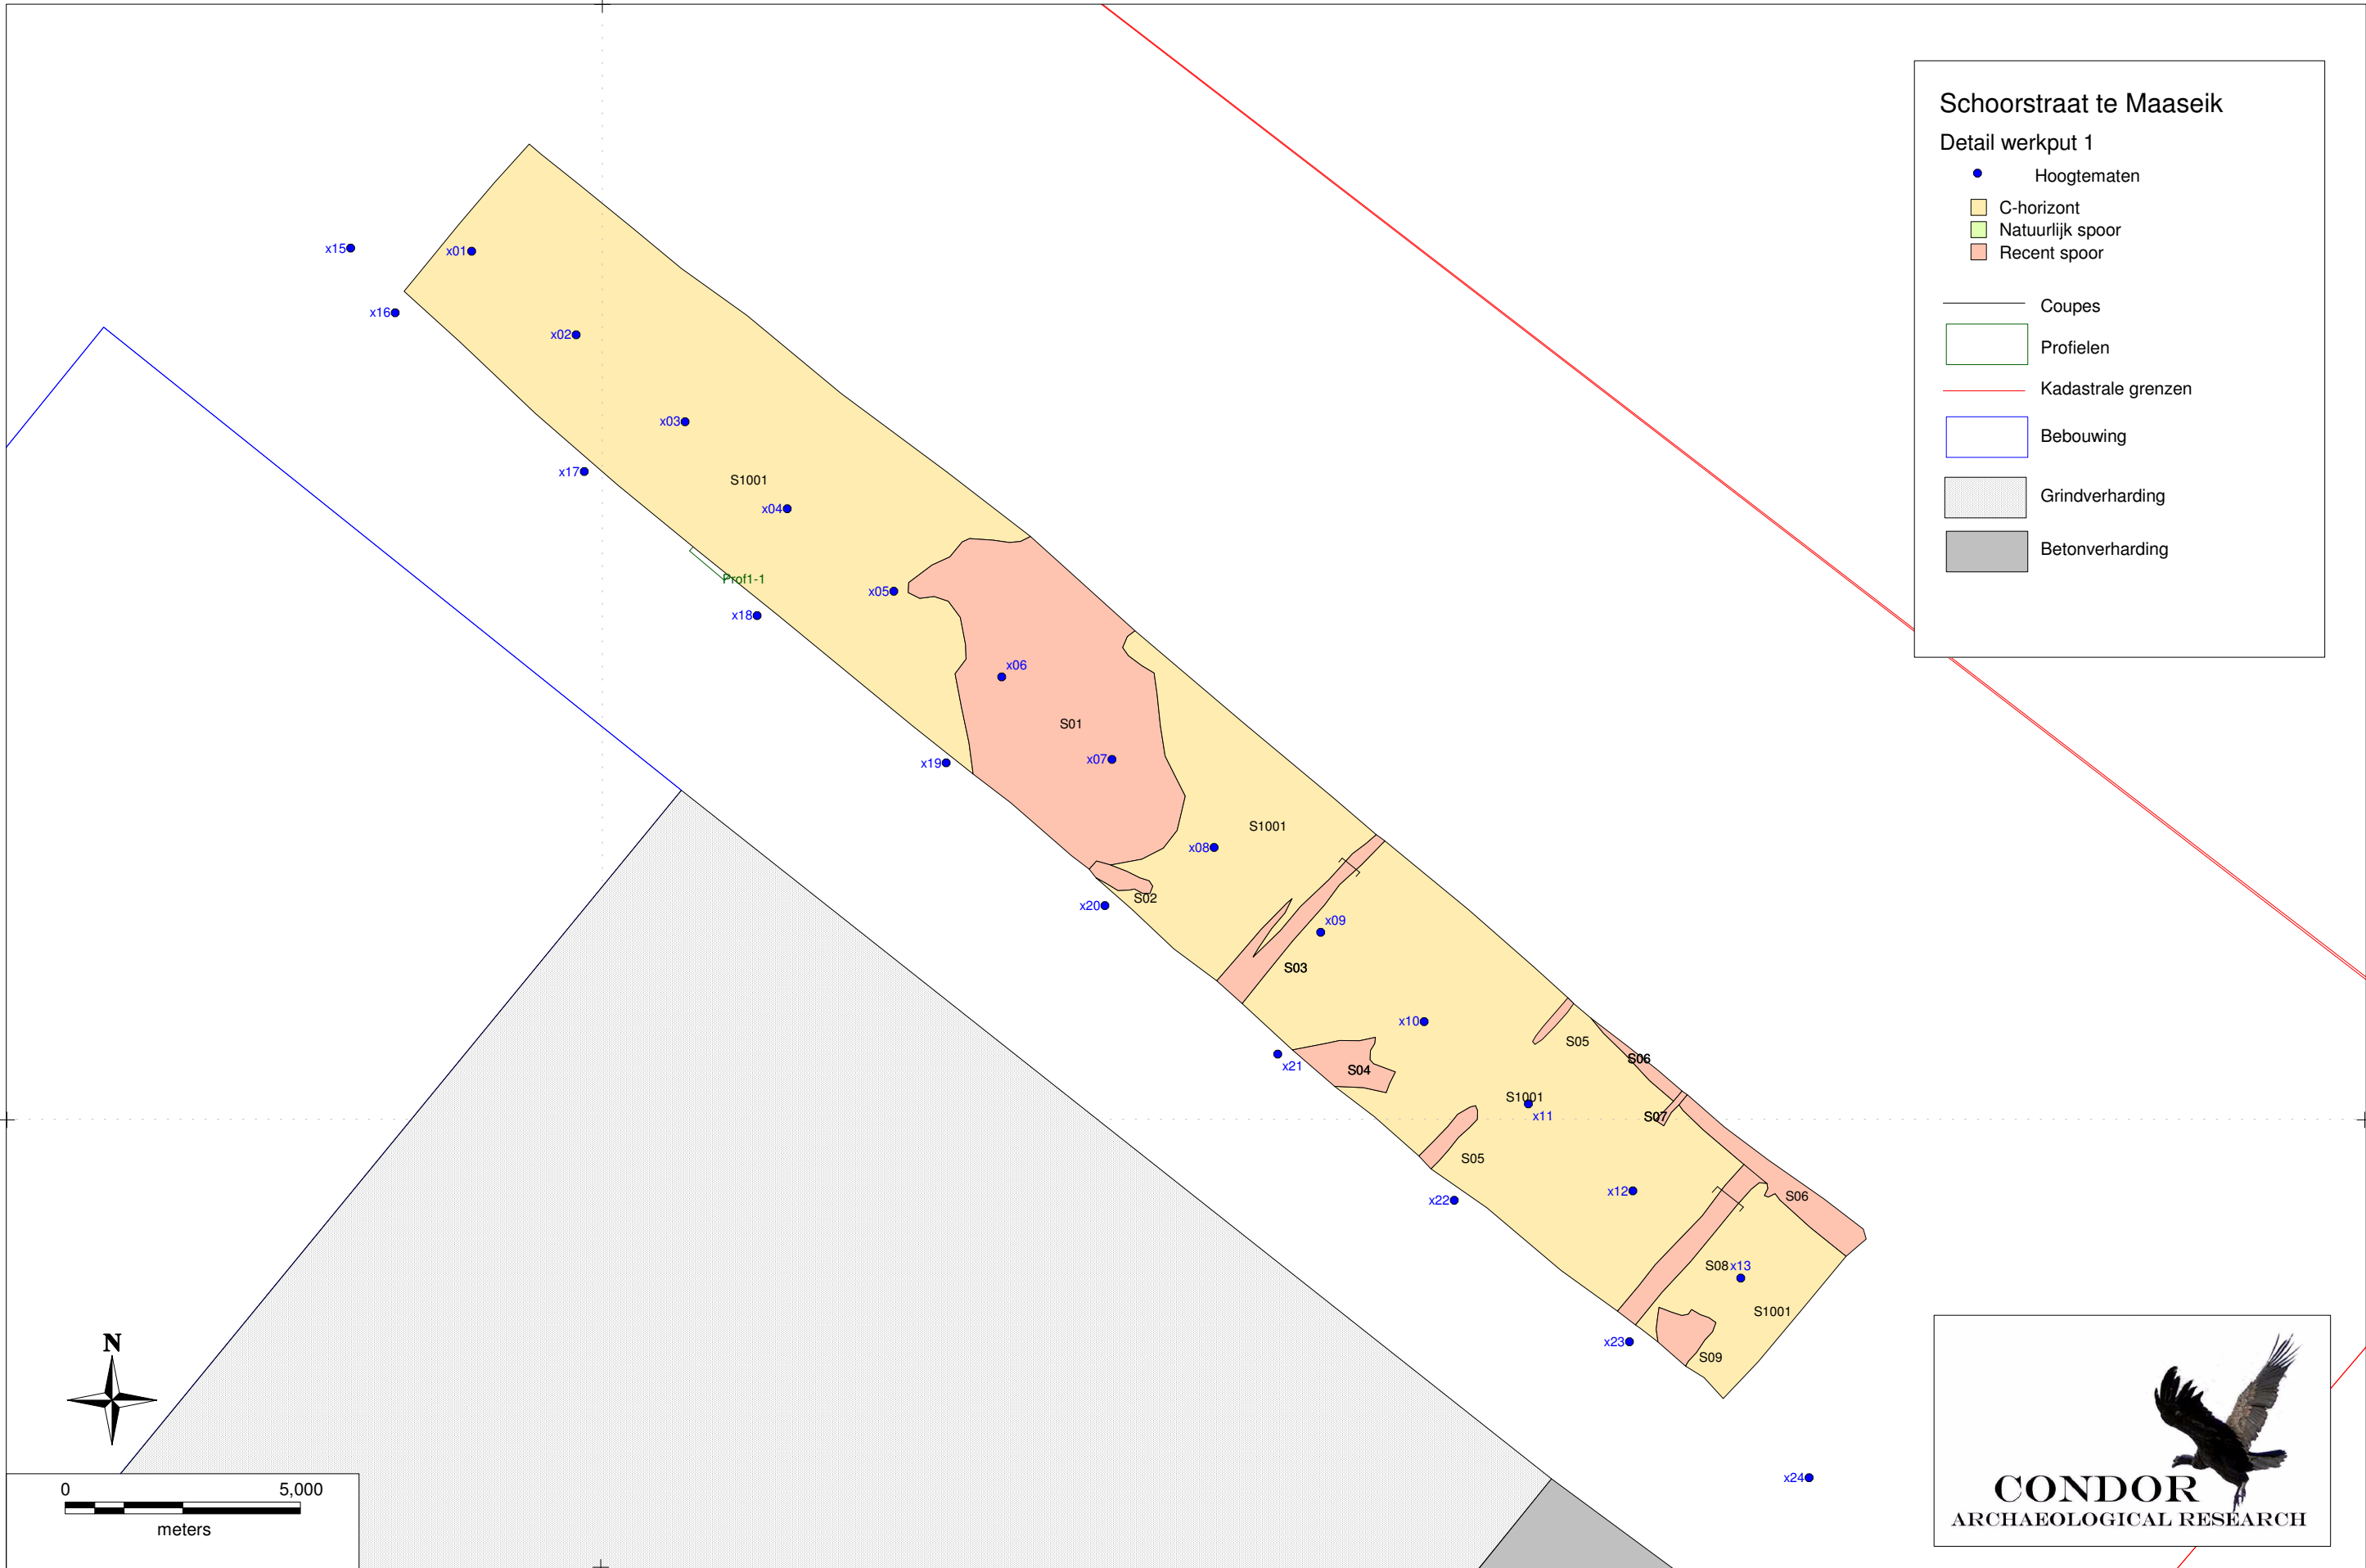 Schoorstraat te Maaseik
Detail werkput 1
Hoogtematen
C-horizont
Natuurlijk spoor
Recent spoor
Coupes
Profielen
Kadastrale grenzen
Bebouwing
Grindverharding
Betonverharding
x15
x01
x16
x02
x03
x17
S1001
x04
Prof1-1
x05
x18
x06
S01
x07
x19
S1001
x08
S02
x20
x09
S03
x10
S05
x21
S06
S04
S1001
x11
S07
S05
x12
S06
x22
S08
x13
S1001
x23
S09
x24
N
0 5,000
meters
CONDOR
ARCHAEOLOGICAL RESEARCH